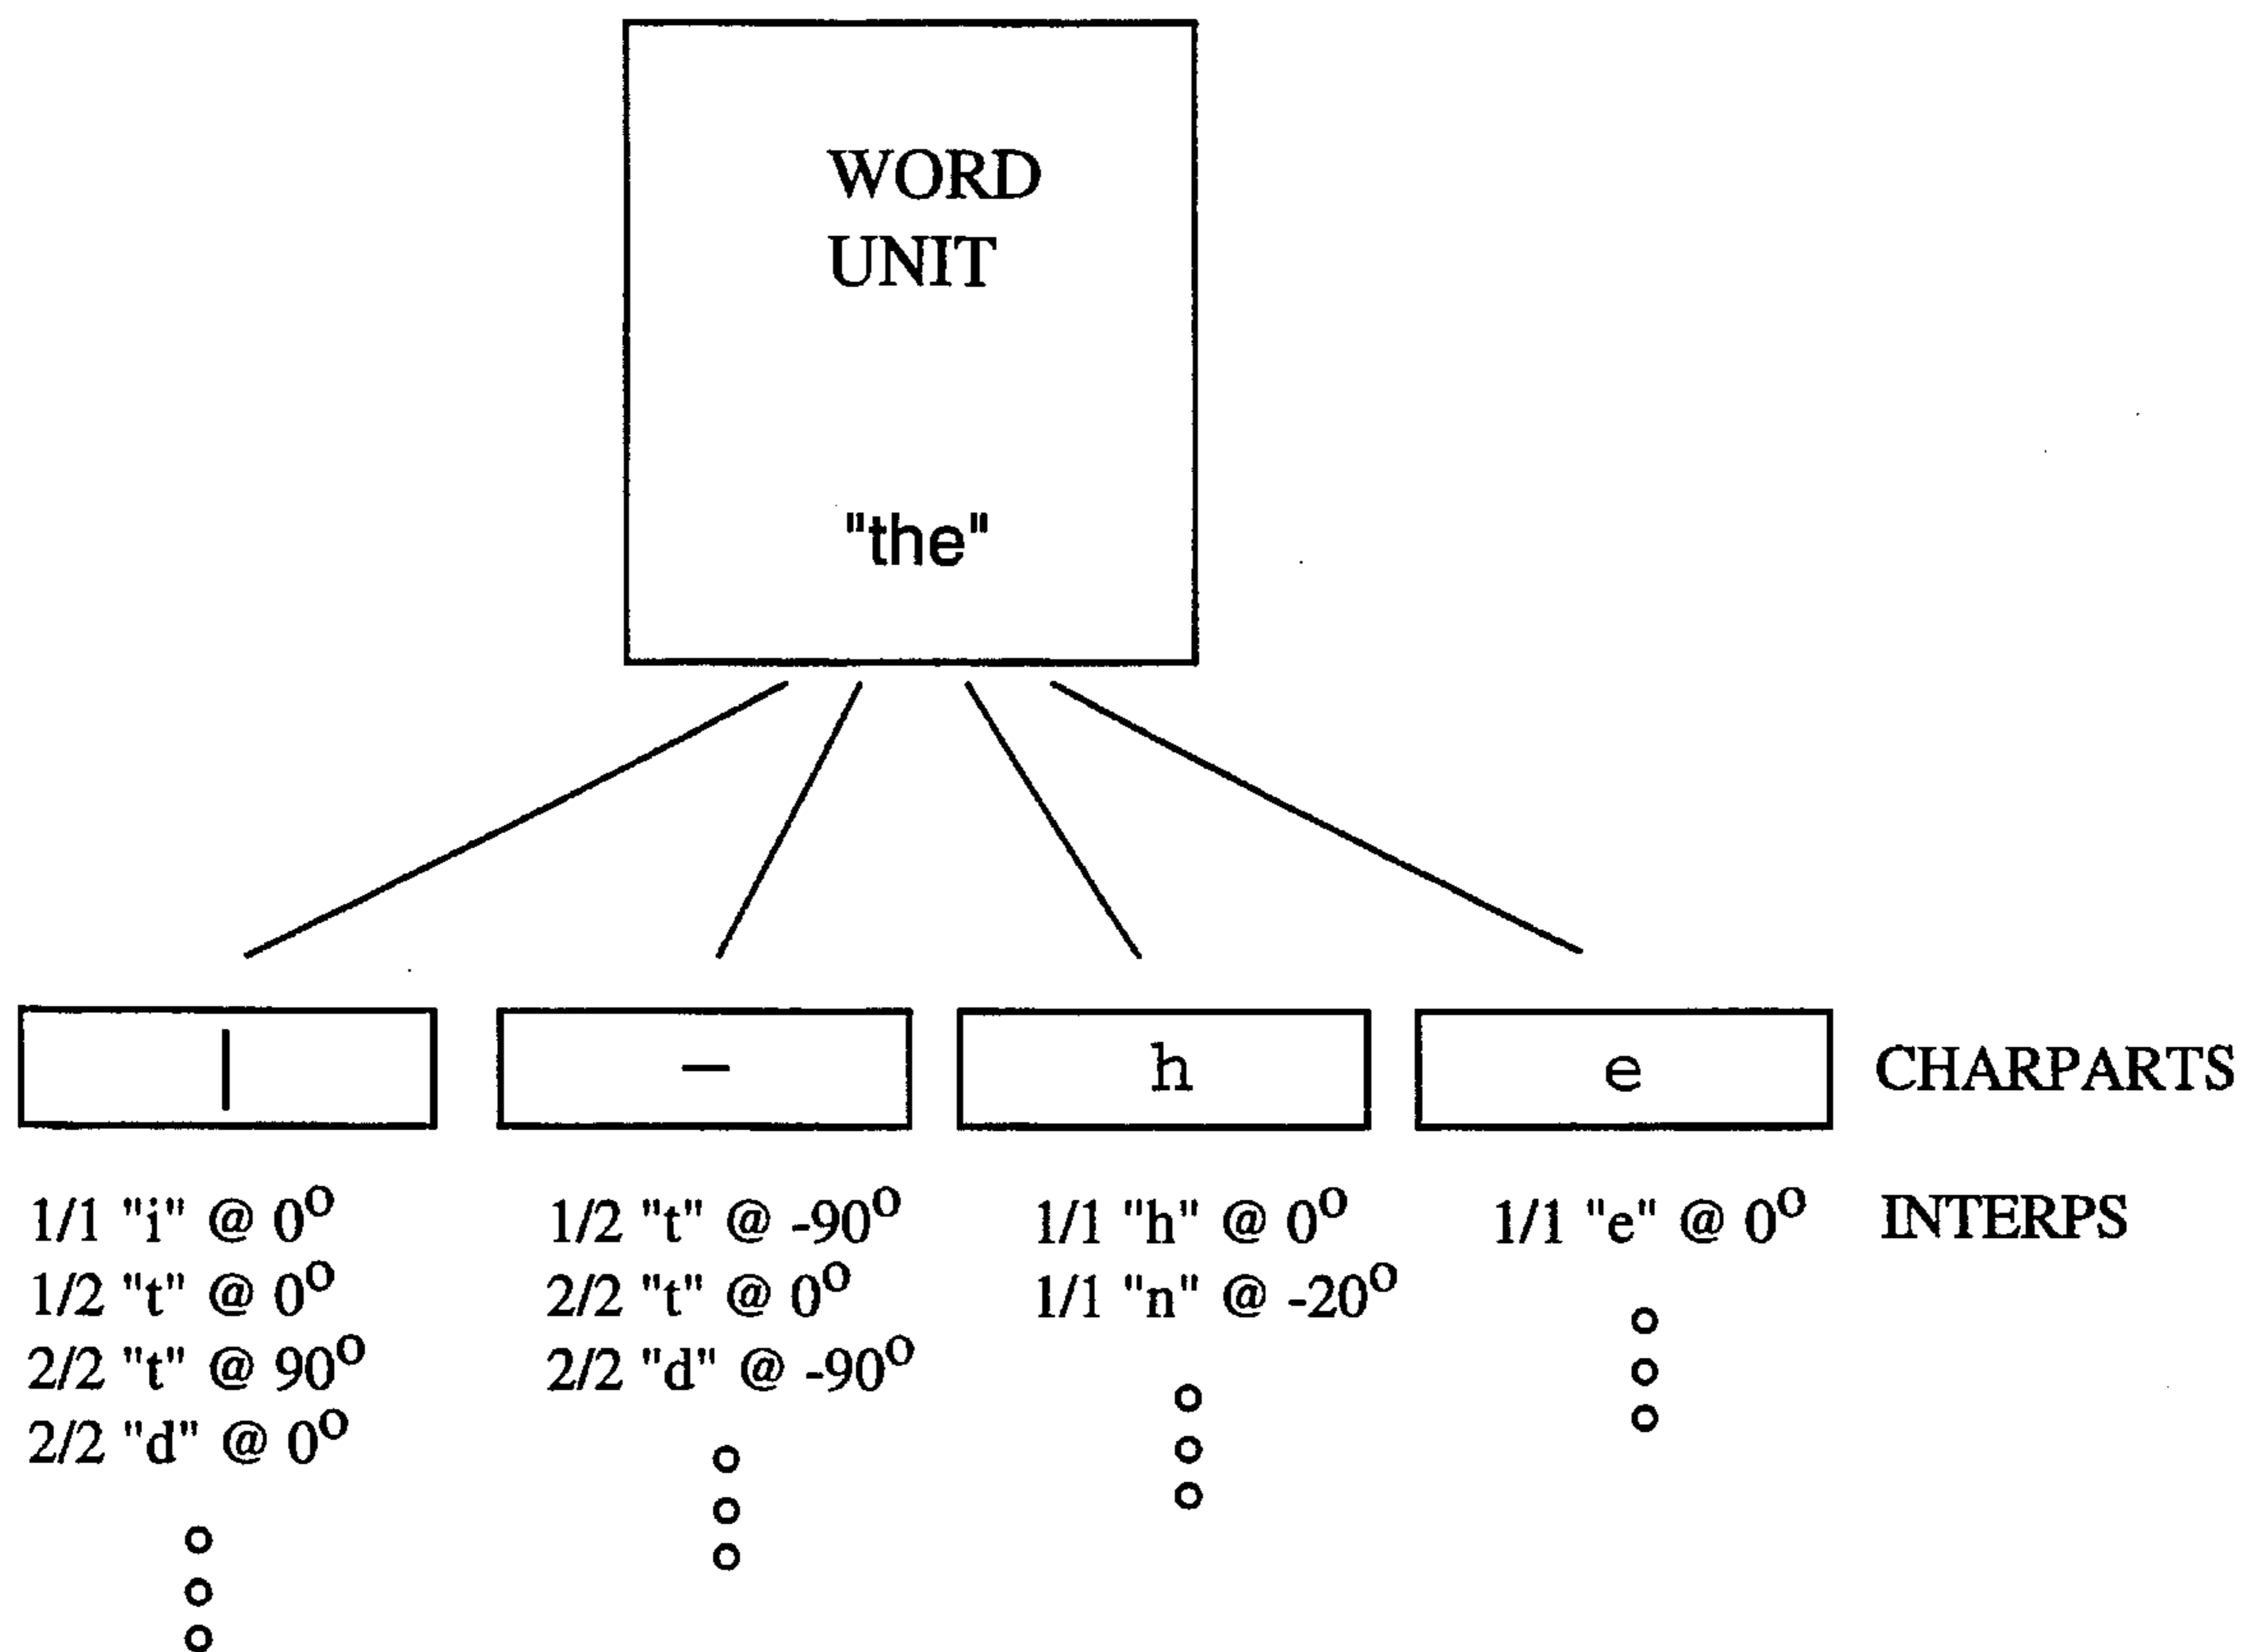 WORD
UNIT
"the"
| — h e CHARPARTS
1/1 "i" @ 0° 1/2 "t" @ -90° 1/1 "h" @ 0° 1/1 "e" @ 0° INTERPS
1/2 "t" @ 0° 2/2 "t" @ 0° 1/1 "n" @ -20°
2/2 "t" @ 90° 2/2 "d" @ -90°
2/2 "d" @ 0°